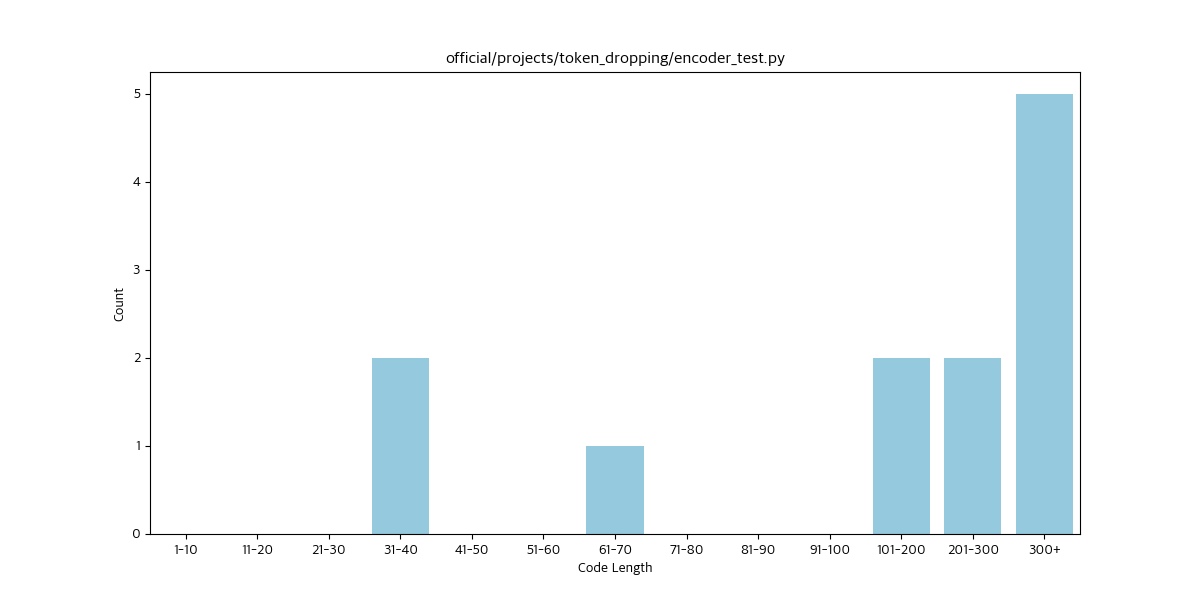 official/projects/token_dropping/encoder_test.py
5
4
3
2
1
0
Count
1-10 11-20 21-30 31-40 41-50 51-60 61-70 71-80 81-90 91-100 101-200 201-300 300+
Code Length